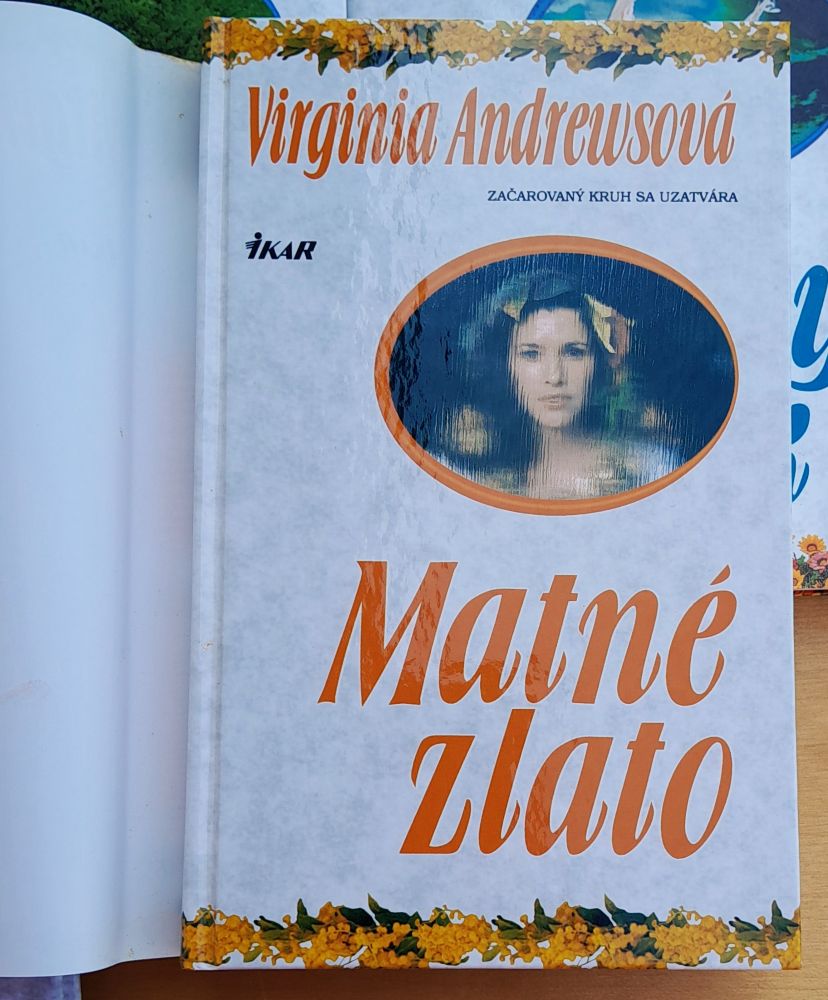 Virginia Andrewsová
ZAČAROVANÝ KRUH SA UZATVÁRA
IKAR
Matné
zlato